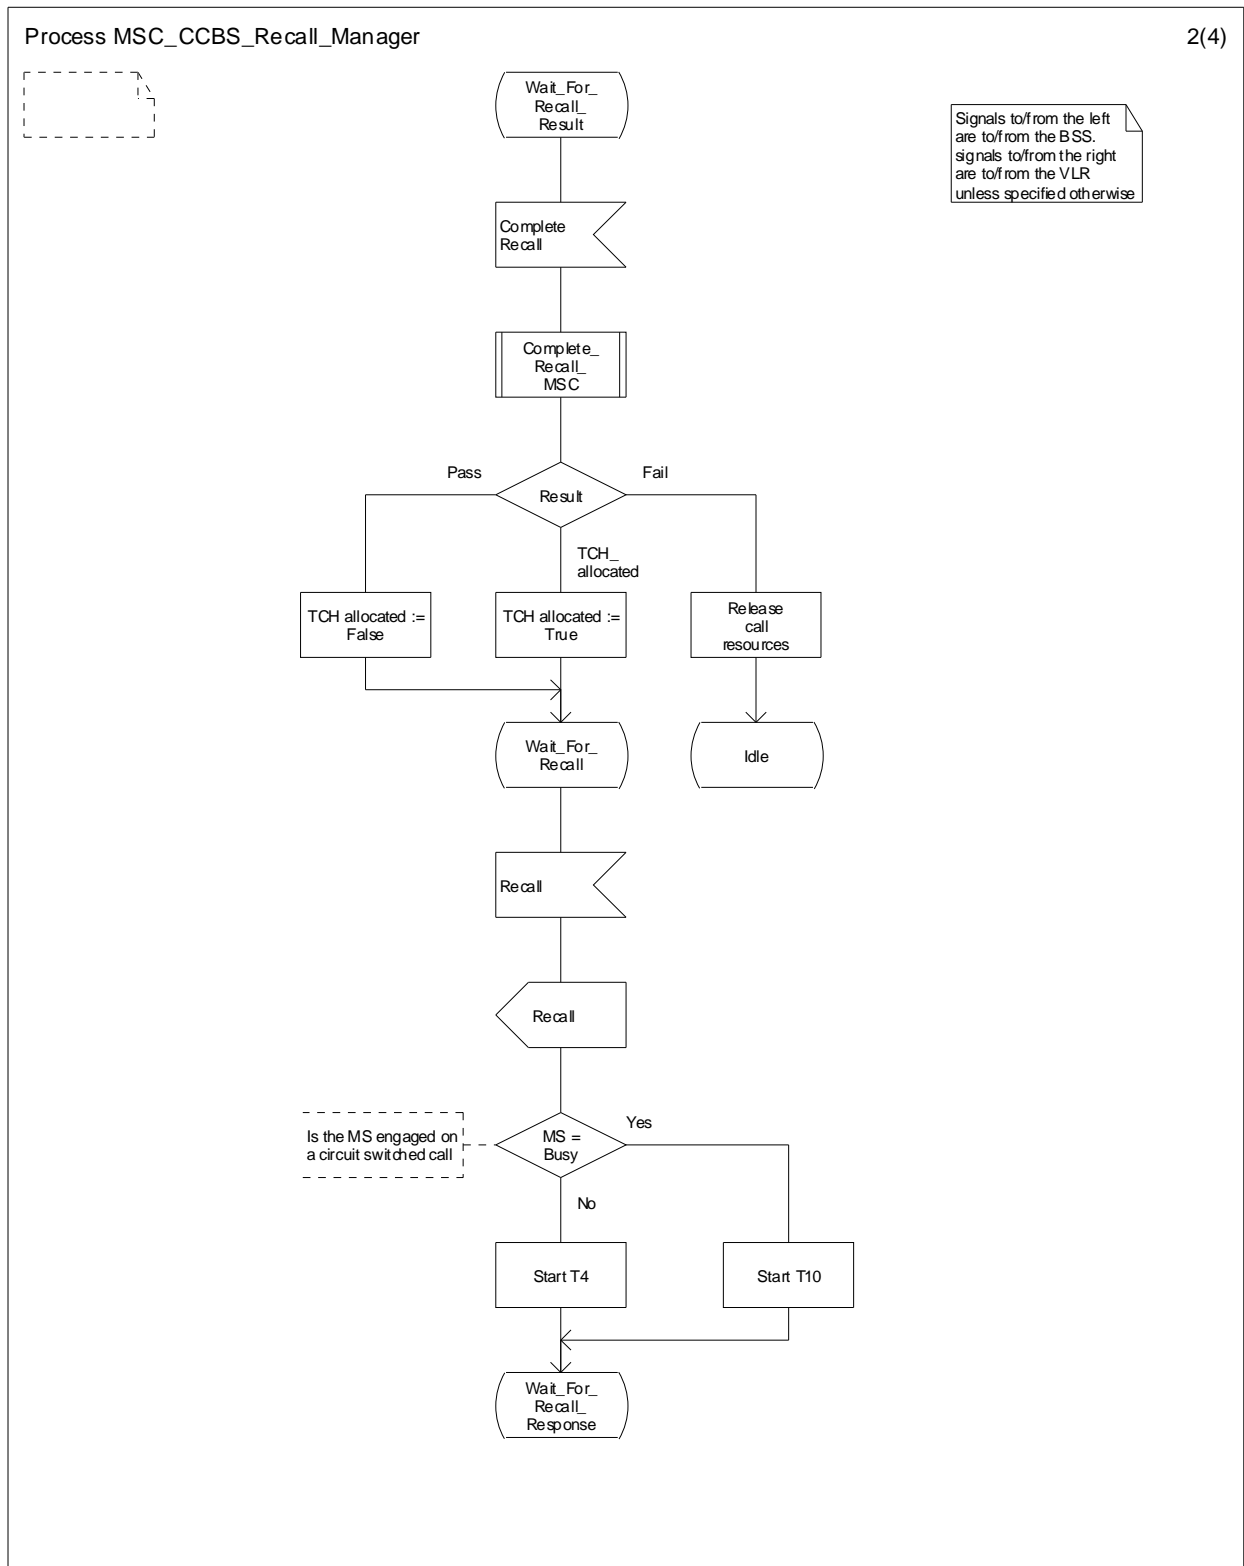 Process MSC_CCBS_Recall_Manager
2(4)
Wait_For_
Recall_
Result
Signals to/from the left
are to/from the BSS.
signals to/from the right
are to/from the VLR
unless specified otherwise
Complete
Recall
Complete_
Recall_
MSC
Pass
Result
Fail
TCH_
allocated
TCH allocated :=
False
TCH allocated :=
True
Release
call
resources
Wait_For_
Recall
Idle
Recall
Recall
Is the MS engaged on
a circuit switched call
MS =
Busy
Yes
No
Start T4
Start T10
Wait_For_
Recall_
Response